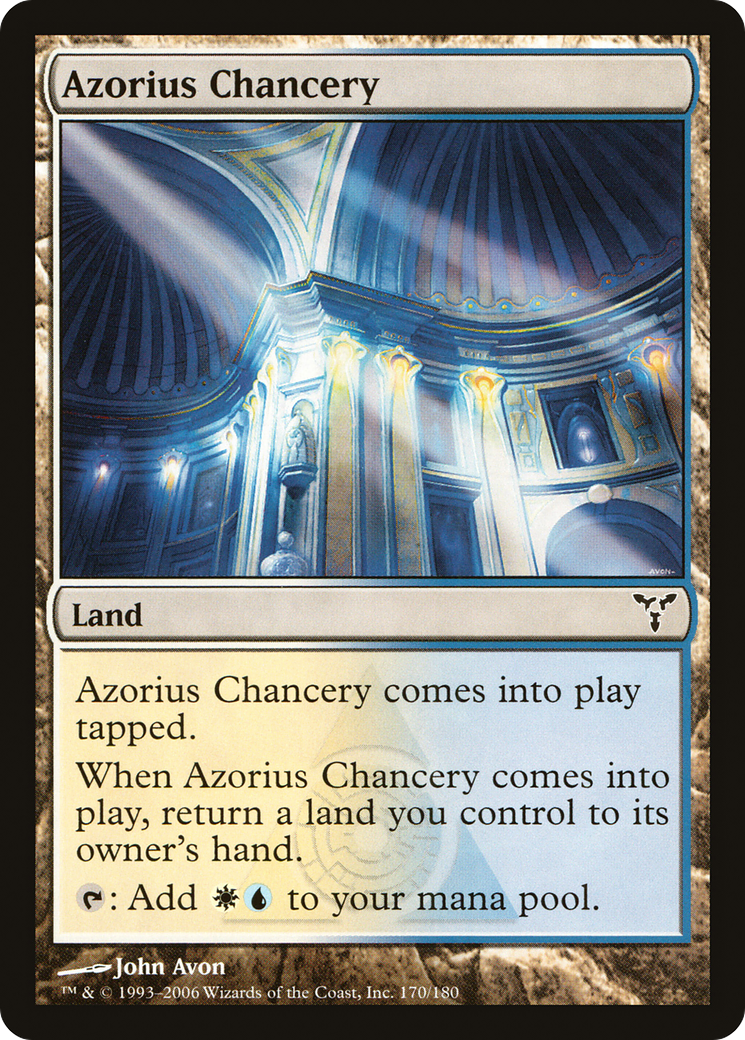 Azorius Chancery
AVON-
Land
Azorius Chancery comes into play
tapped.
When Azorius Chancery comes into
play, return a land you control to its
owner's hand.
: Add to your mana pool.
John Avon
™ & © 1993–2006 Wizards of the Coast, Inc. 170/180